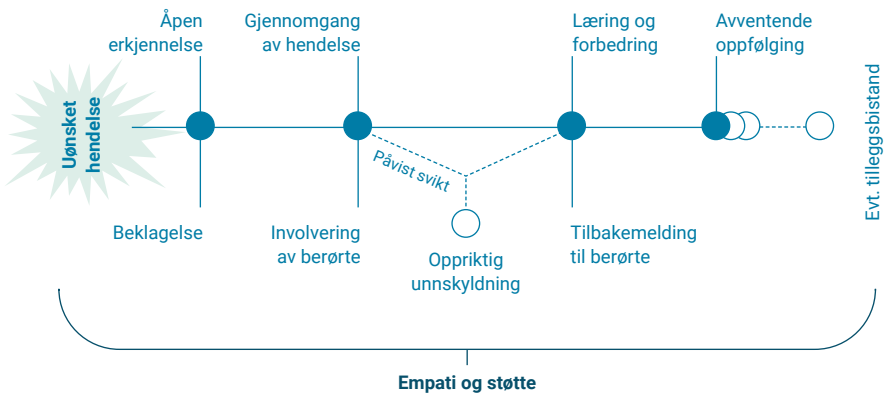 Uønsket
hendelse
Åpen
erkjennelse
Beklagelse
Gjennomgang
av hendelse
Involvering
av berørte
Påvist svikt
Oppriktig
unnskyldning
Læring og
forbedring
Tilbakemelding
til berørte
Avventende
oppfølging
Evt. tilleggsbistand
Empati og støtte